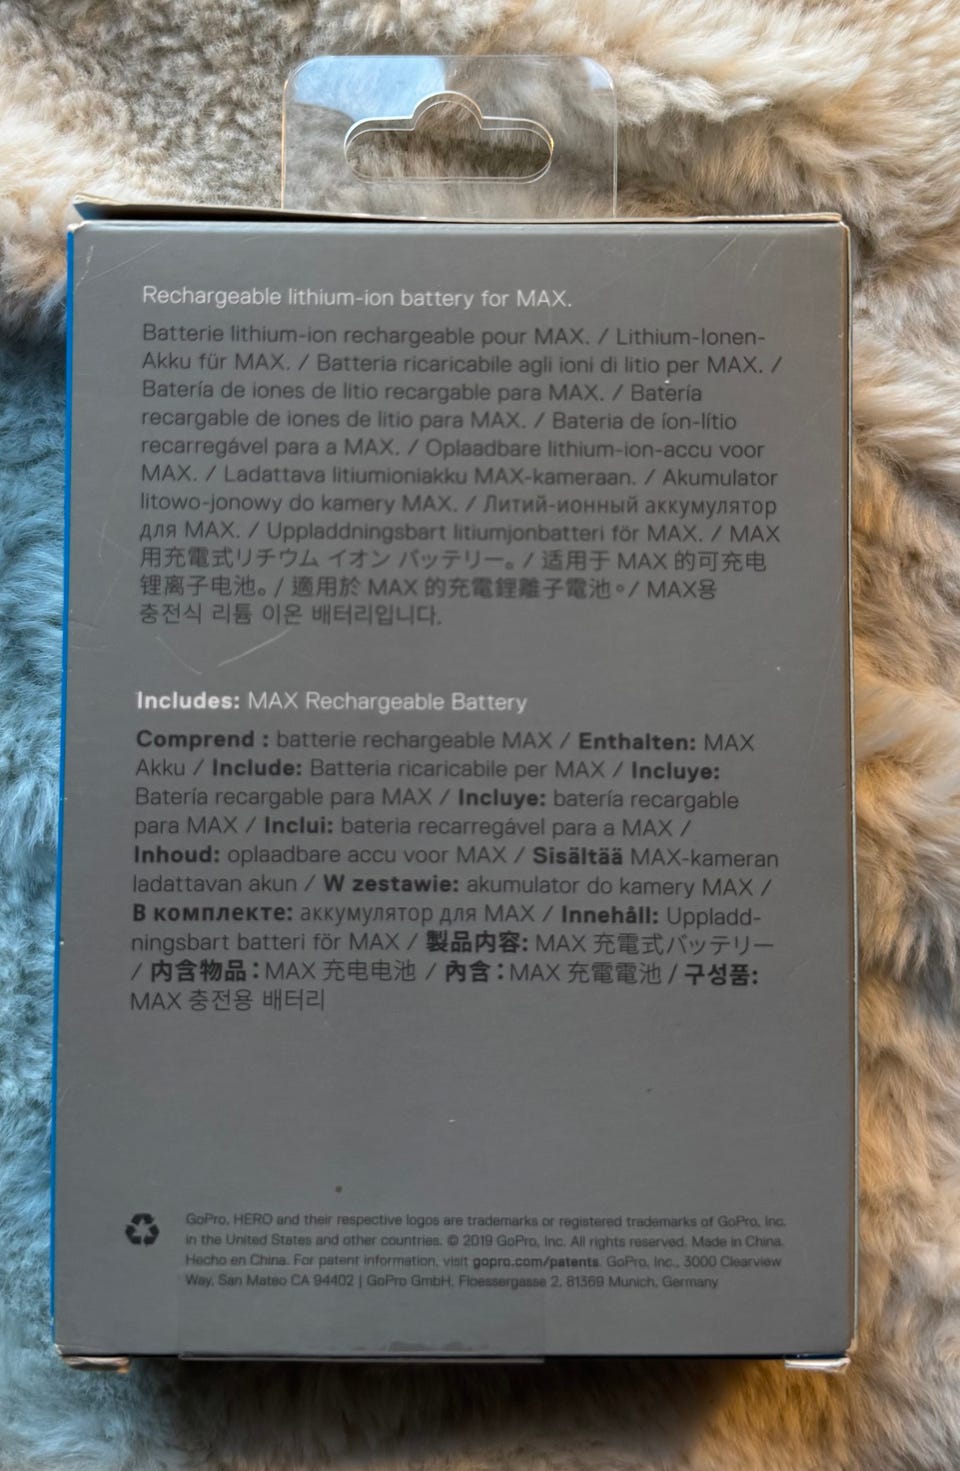 Rechargeable lithium-ion battery for MAX.
Batterie lithium-ion rechargeable pour MAX. / Lithium-Ionen-
Akku für MAX. / Batteria ricaricabile agli ioni di litio per MAX. /
Batería de iones de litio recargable para MAX. / Batería
recargable de iones de litio para MAX. / Bateria de íon-lítio
recarregável para a MAX. / Oplaadbare lithium-ion-accu voor
MAX. / Ladattava litiumioniakku MAX-kameraan. / Akumulator
litowo-jonowy do kamery MAX. / Литий-ионный аккумулятор
для MAX. / Uppladdningsbart litiumjonbatteri för MAX. / MAX
用充電式リチウム イオン バッテリー。/ 适用于 MAX 的可充电
锂离子电池。/ 適用於 MAX 的充電鋰離子電池。/ MAX용
충전식 리튬 이온 배터리입니다.
Includes: MAX Rechargeable Battery
Comprend : batterie rechargeable MAX / Enthalten: MAX
Akku / Include: Batteria ricaricabile per MAX / Incluye:
Batería recargable para MAX / Incluye: batería recargable
para MAX / Inclui: bateria recarregável para a MAX /
Inhoud: oplaadbare accu voor MAX / Sisältää MAX-kameran
ladattavan akun / W zestawie: akumulator do kamery MAX /
В комплекте: аккумулятор для MAX / Innehåll: Uppladd-
ningsbart batteri för MAX / 製品内容: MAX 充電式バッテリー
/ 内含物品：MAX 充电电池 / 內含：MAX 充電電池 / 구성품:
MAX 충전용 배터리
GoPro, HERO and their respective logos are trademarks or registered trademarks of GoPro, Inc.
in the United States and other countries. © 2019 GoPro, Inc. All rights reserved. Made in China.
Hecho en China. For patent information, visit gopro.com/patents. GoPro, Inc., 3000 Clearview
Way, San Mateo CA 94402 | GoPro GmbH, Floessergasse 2, 81369 Munich, Germany